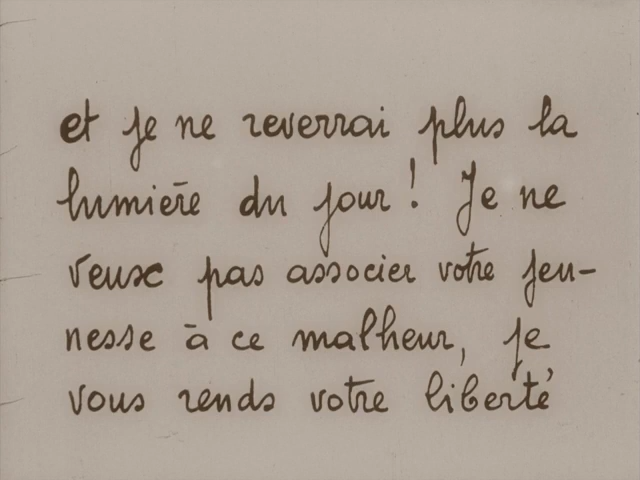 et je ne reverrai plus la
lumière du jour! Je ne
veux pas associer votre jeu-
nesse à ce malheur, je
vous rends votre liberté